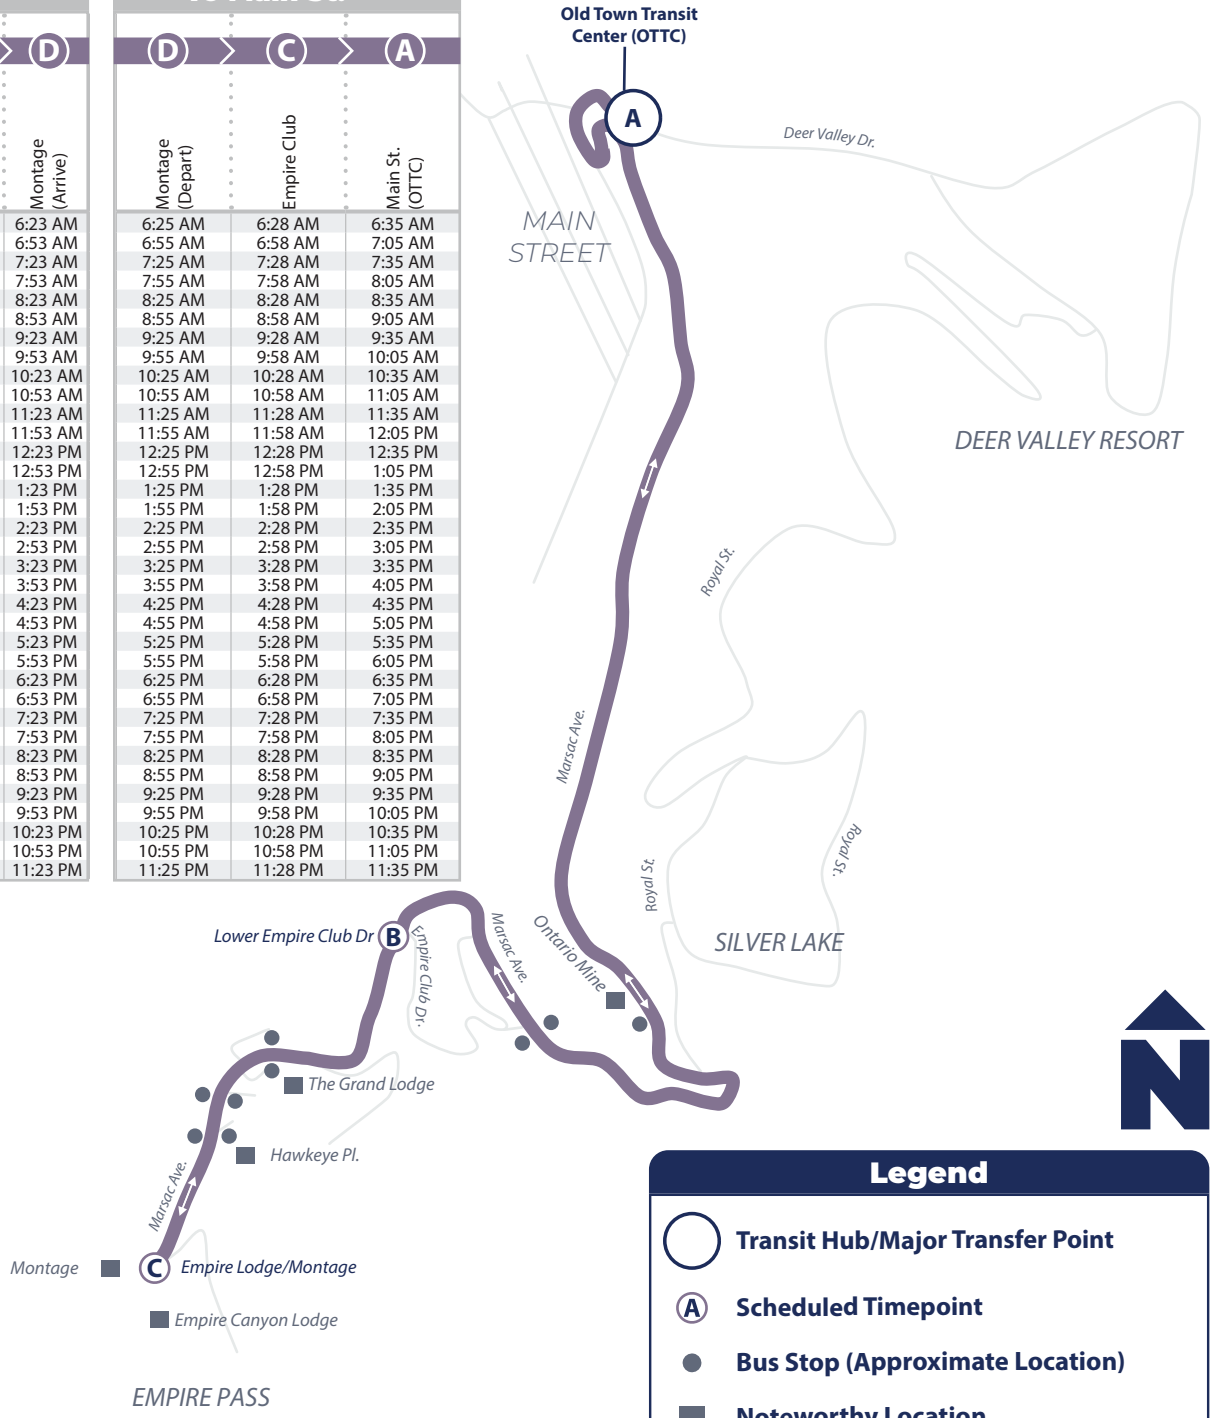 D
Montage
(Arrive)
6:23 AM
6:53 AM
7:23 AM
7:53 AM
8:23 AM
8:53 AM
9:23 AM
9:53 AM
10:23 AM
10:53 AM
11:23 AM
11:53 AM
12:23 PM
12:53 PM
1:23 PM
1:53 PM
2:23 PM
2:53 PM
3:23 PM
3:53 PM
4:23 PM
4:53 PM
5:23 PM
5:53 PM
6:23 PM
6:53 PM
7:23 PM
7:53 PM
8:23 PM
8:53 PM
9:23 PM
9:53 PM
10:23 PM
10:53 PM
11:23 PM
D C A
Montage
(Depart)
Empire Club
Main St.
(OTTC)
6:25 AM 6:28 AM 6:35 AM
6:55 AM 6:58 AM 7:05 AM
7:25 AM 7:28 AM 7:35 AM
7:55 AM 7:58 AM 8:05 AM
8:25 AM 8:28 AM 8:35 AM
8:55 AM 8:58 AM 9:05 AM
9:25 AM 9:28 AM 9:35 AM
9:55 AM 9:58 AM 10:05 AM
10:25 AM 10:28 AM 10:35 AM
10:55 AM 10:58 AM 11:05 AM
11:25 AM 11:28 AM 11:35 AM
11:55 AM 11:58 AM 12:05 PM
12:25 PM 12:28 PM 12:35 PM
12:55 PM 12:58 PM 1:05 PM
1:25 PM 1:28 PM 1:35 PM
1:55 PM 1:58 PM 2:05 PM
2:25 PM 2:28 PM 2:35 PM
2:55 PM 2:58 PM 3:05 PM
3:25 PM 3:28 PM 3:35 PM
3:55 PM 3:58 PM 4:05 PM
4:25 PM 4:28 PM 4:35 PM
4:55 PM 4:58 PM 5:05 PM
5:25 PM 5:28 PM 5:35 PM
5:55 PM 5:58 PM 6:05 PM
6:25 PM 6:28 PM 6:35 PM
6:55 PM 6:58 PM 7:05 PM
7:25 PM 7:28 PM 7:35 PM
7:55 PM 7:58 PM 8:05 PM
8:25 PM 8:28 PM 8:35 PM
8:55 PM 8:58 PM 9:05 PM
9:25 PM 9:28 PM 9:35 PM
9:55 PM 9:58 PM 10:05 PM
10:25 PM 10:28 PM 10:35 PM
10:55 PM 10:58 PM 11:05 PM
11:25 PM 11:28 PM 11:35 PM
Old Town Transit
Center (OTTC)
A
Deer Valley Dr.
MAIN
STREET
DEER VALLEY RESORT
Royal St.
Marsac Ave.
Royal St.
Royal St.
Lower Empire Club Dr B
Empire Club Dr.
Marsac Ave.
Ontario Mine
SILVER LAKE
The Grand Lodge
Hawkeye Pl.
Marsac Ave.
Montage
C Empire Lodge/Montage
Empire Canyon Lodge
EMPIRE PASS
N
Legend
Transit Hub/Major Transfer Point
A Scheduled Timepoint
Bus Stop (Approximate Location)
Noteworthy Location